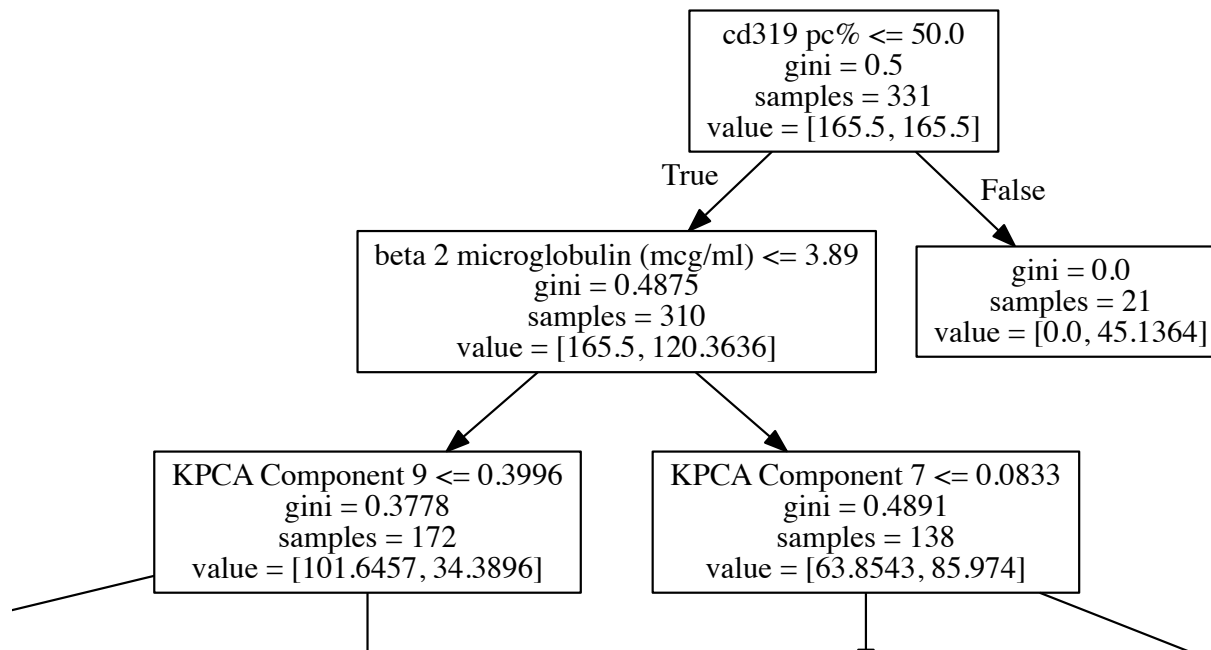 cd319 pc% <= 50.0
gini = 0.5
samples = 331
value = [165.5, 165.5]
True
False
beta 2 microglobulin (mcg/ml) <= 3.89
gini = 0.4875
samples = 310
value = [165.5, 120.3636]
gini = 0.0
samples = 21
value = [0.0, 45.1364]
KPCA Component 9 <= 0.3996
gini = 0.3778
samples = 172
value = [101.6457, 34.3896]
KPCA Component 7 <= 0.0833
gini = 0.4891
samples = 138
value = [63.8543, 85.974]